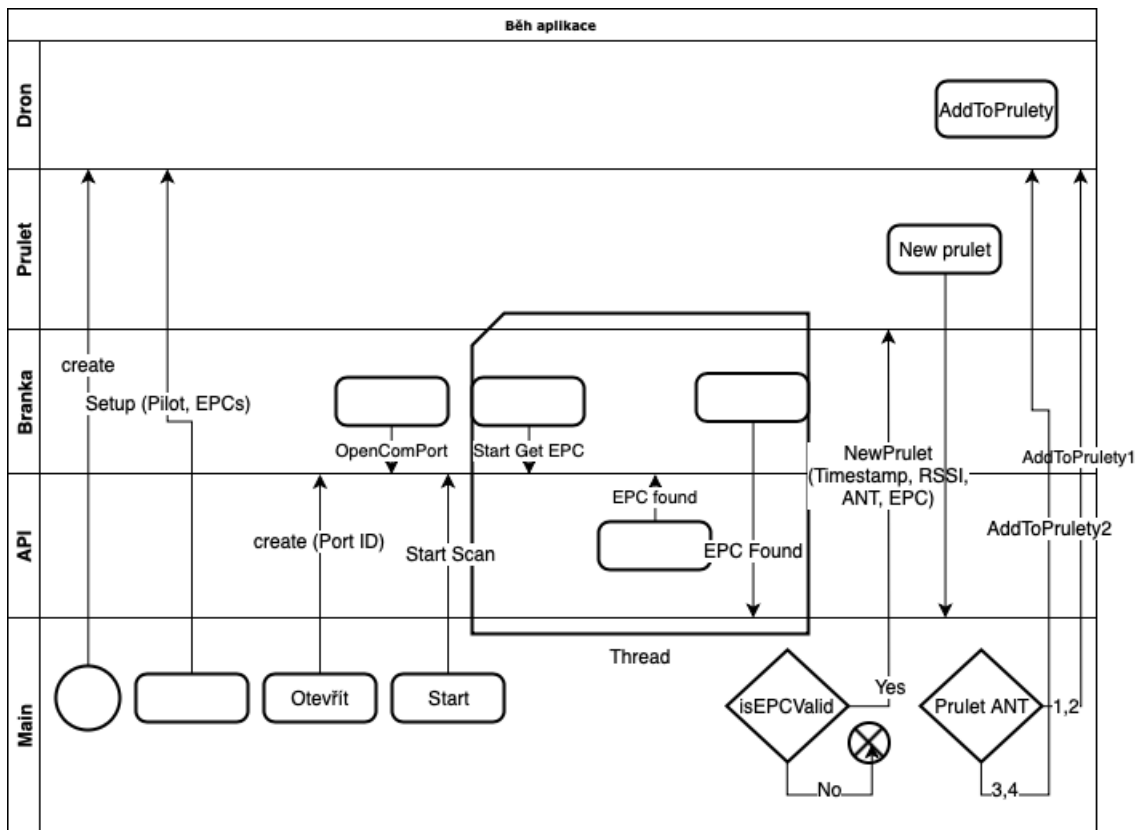 Běh aplikace
Dron
AddToPrulety
Prulet
New prulet
Branka
create
Setup (Pilot, EPCs)
OpenComPort
Start Get EPC
NewPrulet
(Timestamp, RSSI,
ANT, EPC)
AddToPrulety1
API
EPC found
create (Port ID)
Start Scan
EPC Found
AddToPrulety2
Thread
Main
Otevřít
Start
isEPCValid
Yes
No
Prulet ANT
1,2
3,4